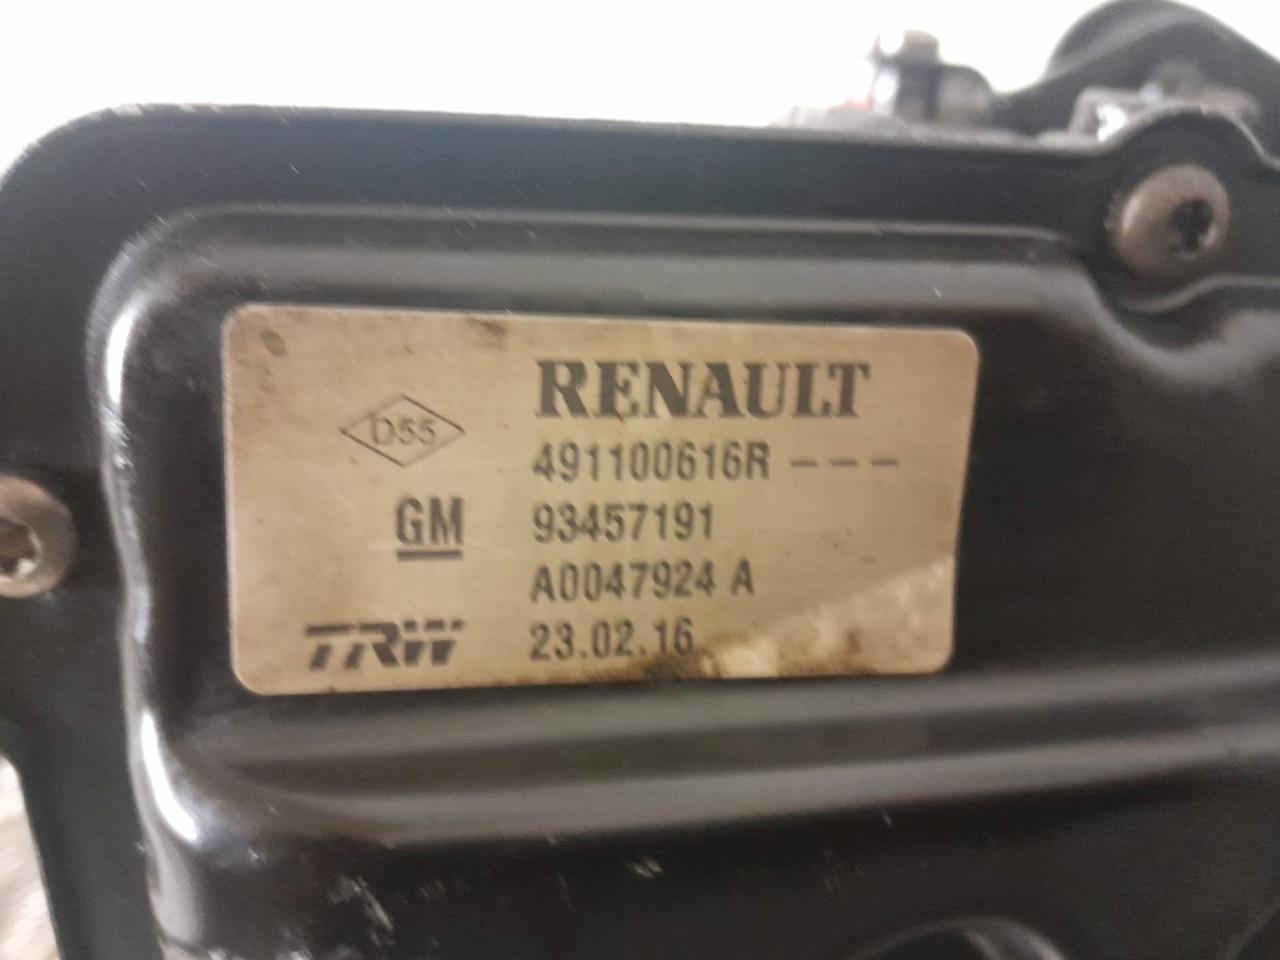 RENAULT
D55
491100616R ---
GM 93457191
A0047924 A
TRW 23.02.16